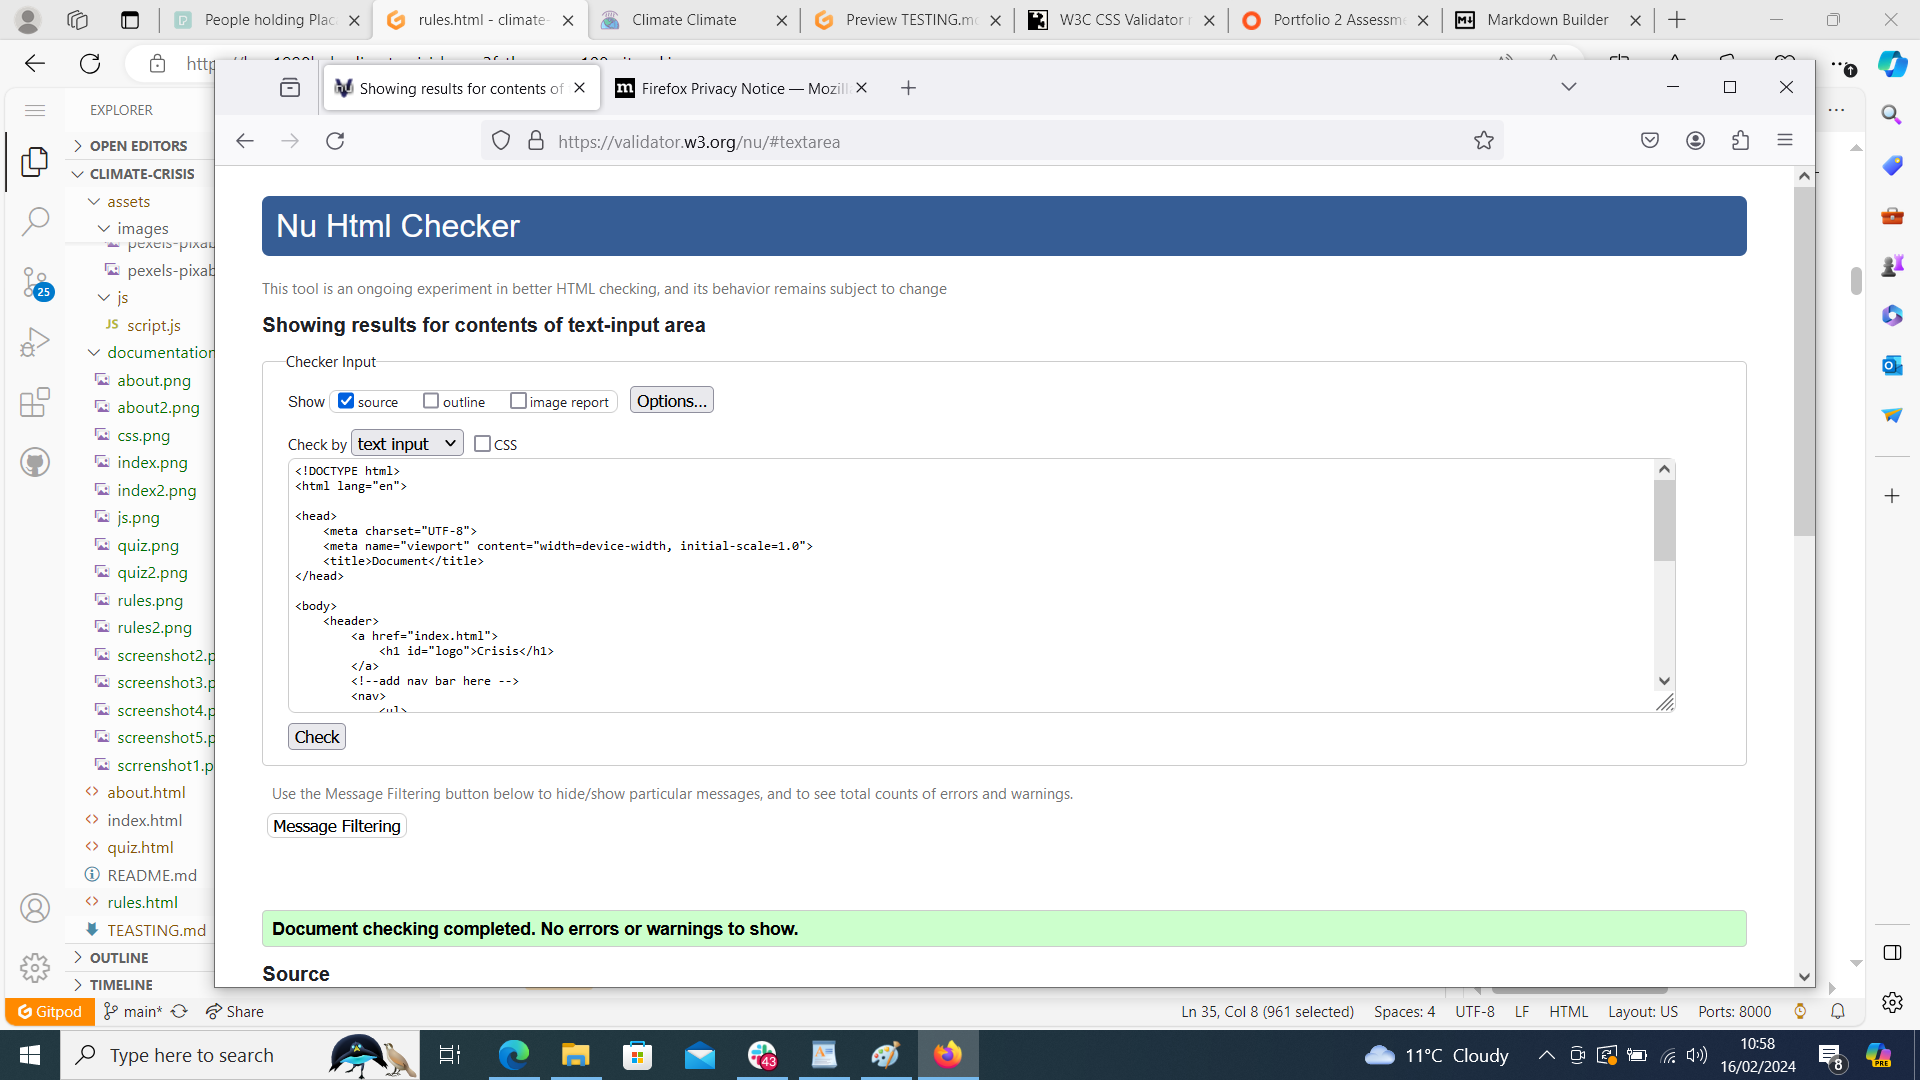 People holding Plac
rules.html - climate-
Climate Climate
Preview TESTING.md
W3C CSS Validator r
Portfolio 2 Assessm
Markdown Builder
Showing results for contents of
Firefox Privacy Notice — Mozill
https://validator.w3.org/nu/#textarea
EXPLORER
OPEN EDITORS
CLIMATE-CRISIS
assets
images
pexels-pixab
pexels-pixab
js
JS script.js
documentation
about.png
about2.png
css.png
index.png
index2.png
js.png
quiz.png
quiz2.png
rules.png
rules2.png
screenshot2.p
screenshot3.p
screenshot4.p
screenshot5.p
scrrenshot1.p
about.html
index.html
quiz.html
README.md
rules.html
TEASTING.md
OUTLINE
TIMELINE
25
Nu Html Checker
This tool is an ongoing experiment in better HTML checking, and its behavior remains subject to change
Showing results for contents of text-input area
Checker Input
Show source outline image report Options...
Check by text input CSS
<!DOCTYPE html>
<html lang="en">
<head>
<meta charset="UTF-8">
<meta name="viewport" content="width=device-width, initial-scale=1.0">
<title>Document</title>
</head>
<body>
<header>
<a href="index.html">
<h1 id="logo">Crisis</h1>
</a>
<!--add nav bar here -->
<nav>
<ul>
Check
Use the Message Filtering button below to hide/show particular messages, and to see total counts of errors and warnings.
Message Filtering
Document checking completed. No errors or warnings to show.
Source
Gitpod main* Share
Ln 35, Col 8 (961 selected) Spaces: 4 UTF-8 LF HTML Layout: US Ports: 8000
Type here to search
43
11°C Cloudy
10:58
16/02/2024
8
PRE